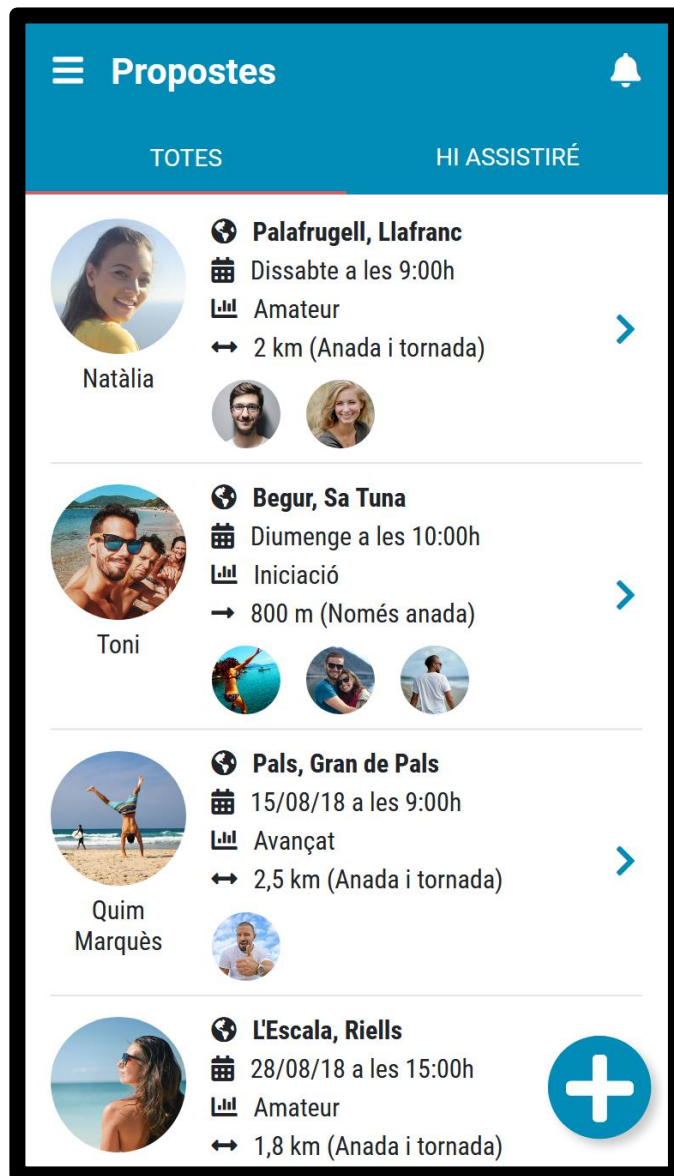 Propostes
TOTES
HI ASSISTIRÉ
Palafrugell, Llafranc
Dissabte a les 9:00h
Amateur
2 km (Anada i tornada)
Natàlia
Begur, Sa Tuna
Diumenge a les 10:00h
Iniciació
800 m (Només anada)
Toni
Pals, Gran de Pals
15/08/18 a les 9:00h
Avançat
2,5 km (Anada i tornada)
Quim
Marquès
L'Escala, Riells
28/08/18 a les 15:00h
Amateur
1,8 km (Anada i tornada)